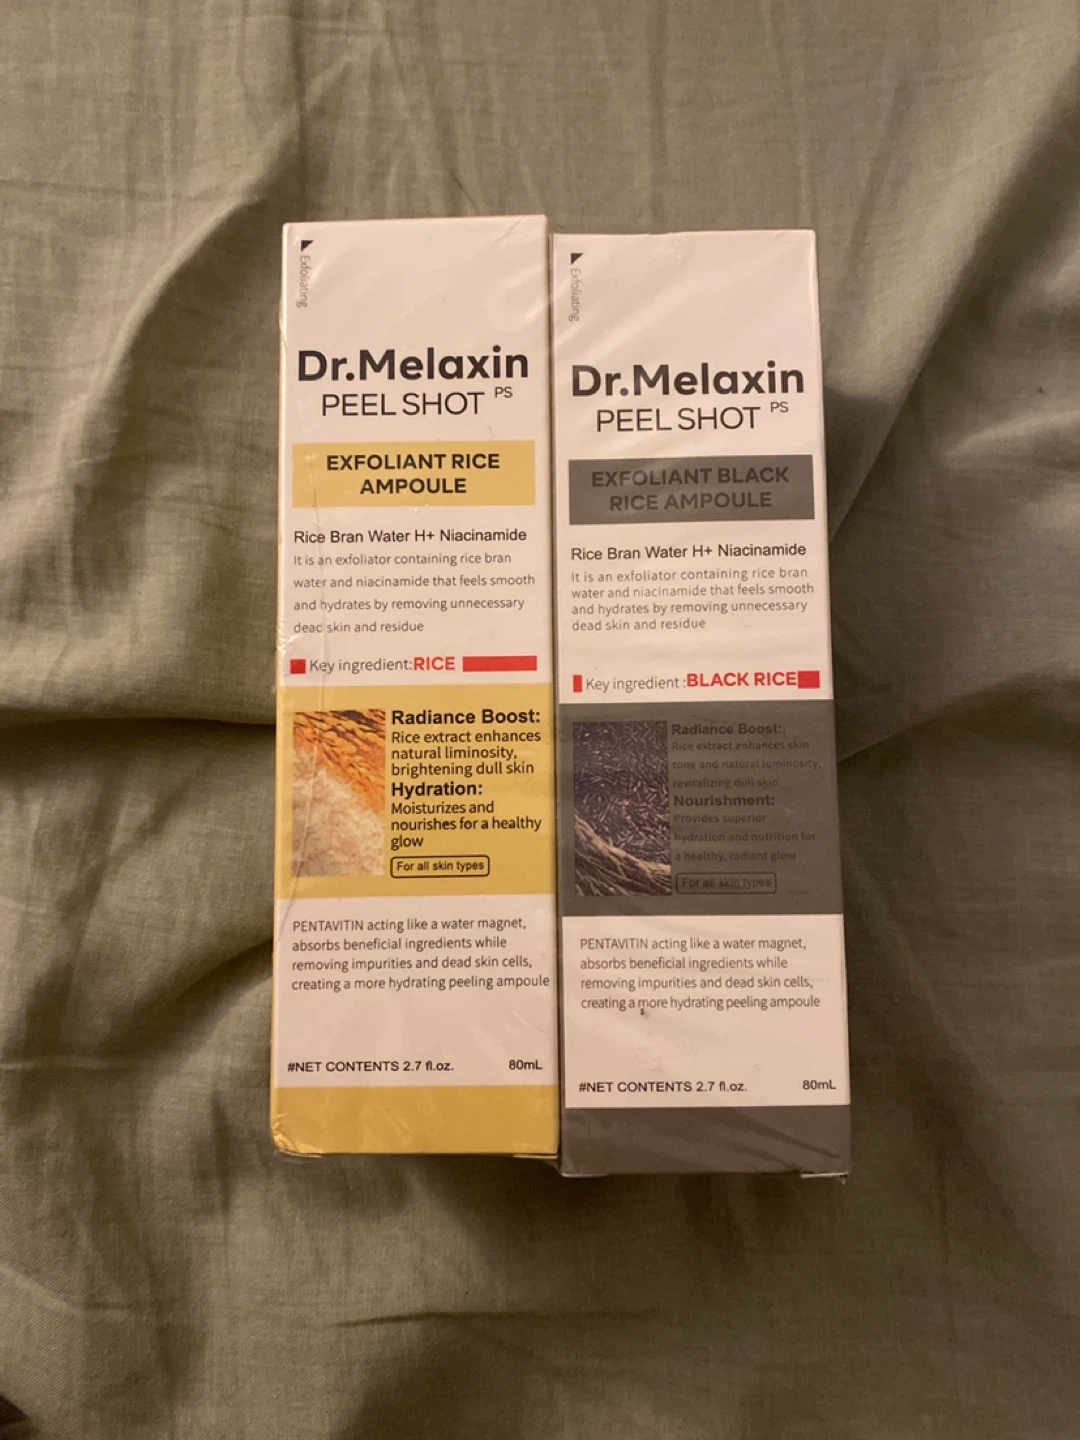 Exfoliating
Dr.Melaxin
PEEL SHOT PS
EXFOLIANT RICE
AMPOULE
Rice Bran Water H+ Niacinamide
It is an exfoliator containing rice bran
water and niacinamide that feels smooth
and hydrates by removing unnecessary
dead skin and residue
Key ingredient:RICE
Radiance Boost:
Rice extract enhances
natural liminosity,
brightening dull skin
Hydration:
Moisturizes and
nourishes for a healthy
glow
For all skin types
PENTAVITIN acting like a water magnet,
absorbs beneficial ingredients while
removing impurities and dead skin cells,
creating a more hydrating peeling ampoule
#NET CONTENTS 2.7 fl.oz. 80mL
Exfoliating
Dr.Melaxin
PEEL SHOT PS
EXFOLIANT BLACK
RICE AMPOULE
Rice Bran Water H+ Niacinamide
It is an exfoliator containing rice bran
water and niacinamide that feels smooth
and hydrates by removing unnecessary
dead skin and residue
Key ingredient :BLACK RICE
Radiance Boost:
Rice extract enhances skin
tone and natural luminosity,
revitalizing dull skin
Nourishment:
Provides superior
hydration and nutrition for
a healthy, radiant glow
For all skin types
PENTAVITIN acting like a water magnet,
absorbs beneficial ingredients while
removing impurities and dead skin cells,
creating a more hydrating peeling ampoule
#NET CONTENTS 2.7 fl.oz. 80mL